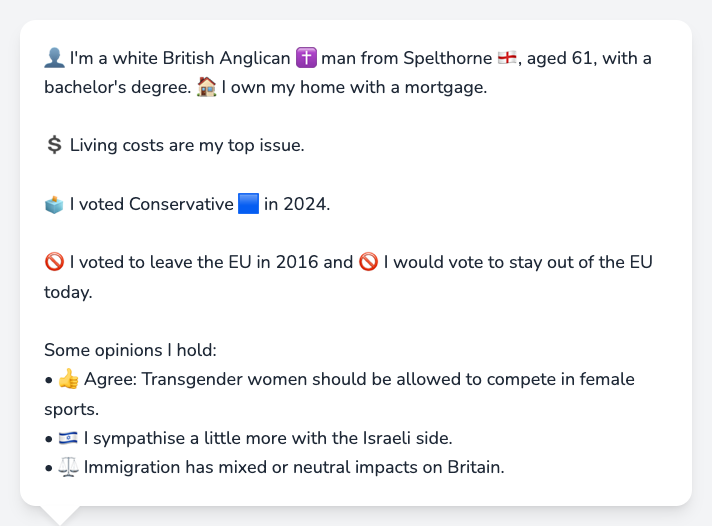 👤 I'm a white British Anglican ✝️ man from Spelthorne 🏴󠁧󠁢󠁥󠁮󠁧󠁿, aged 61, with a
bachelor's degree. 🏠 I own my home with a mortgage.
💲 Living costs are my top issue.
🗳️ I voted Conservative 🟦 in 2024.
🚫 I voted to leave the EU in 2016 and 🚫 I would vote to stay out of the EU
today.
Some opinions I hold:
• 👍 Agree: Transgender women should be allowed to compete in female
sports.
• 🇮🇱 I sympathise a little more with the Israeli side.
• ⚖️ Immigration has mixed or neutral impacts on Britain.